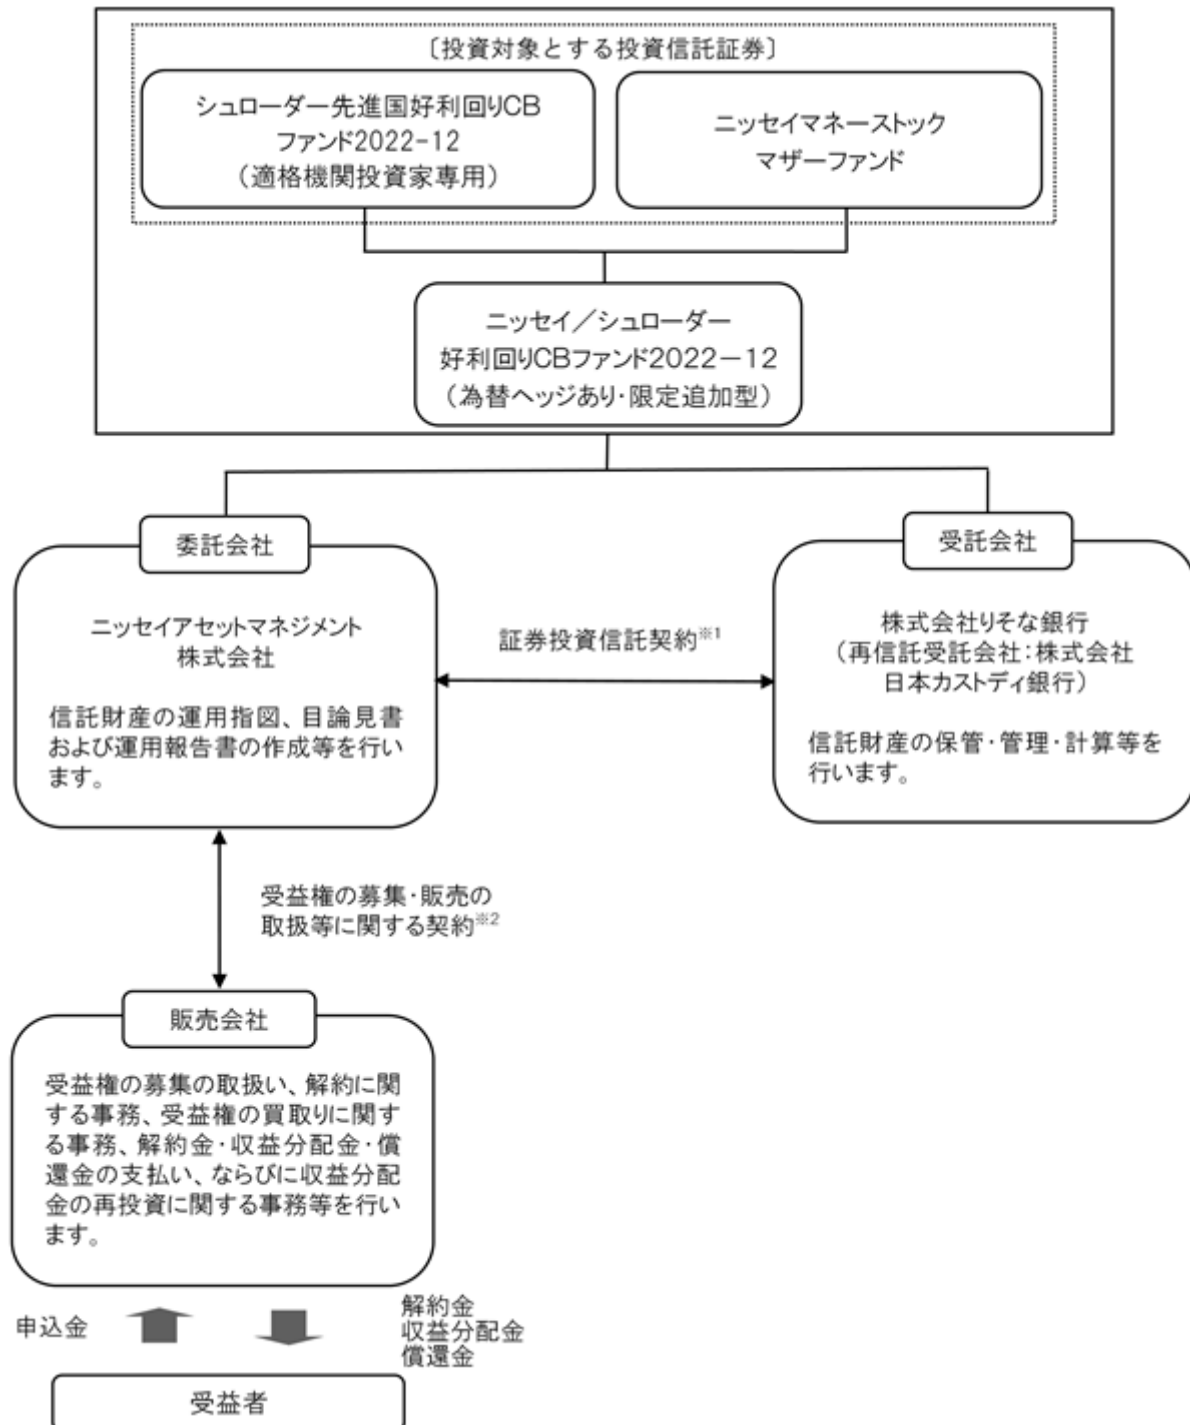 〔投資対象とする投資信託証券〕
シュローダー先進国好利回りCB
ファンド2022-12
（適格機関投資家専用）
ニッセイマネーストック
マザーファンド
ニッセイ／シュローダー
好利回りCBファンド2022－12
（為替ヘッジあり・限定追加型）
委託会社
ニッセイアセットマネジメント
株式会社
信託財産の運用指図、目論見書
および運用報告書の作成等を行い
ます。
証券投資信託契約※1
受託会社
株式会社りそな銀行
（再信託受託会社：株式会社
日本カストディ銀行）
信託財産の保管・管理・計算等を
行います。
受益権の募集・販売の
取扱等に関する契約※2
販売会社
受益権の募集の取扱い、解約に関
する事務、受益権の買取りに関す
る事務、解約金・収益分配金・償
還金の支払い、ならびに収益分配
金の再投資に関する事務等を行い
ます。
申込金
解約金
収益分配金
償還金
受益者